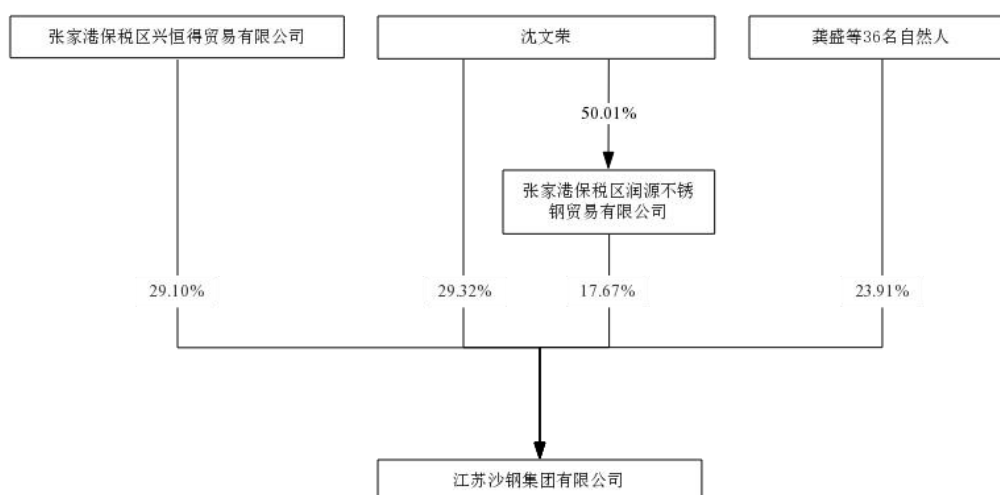 张家港保税区兴恒得贸易有限公司
沈文荣
龚盛等36名自然人
50.01%
张家港保税区润源不锈
钢贸易有限公司
29.10%
29.32%
17.67%
23.91%
江苏沙钢集团有限公司